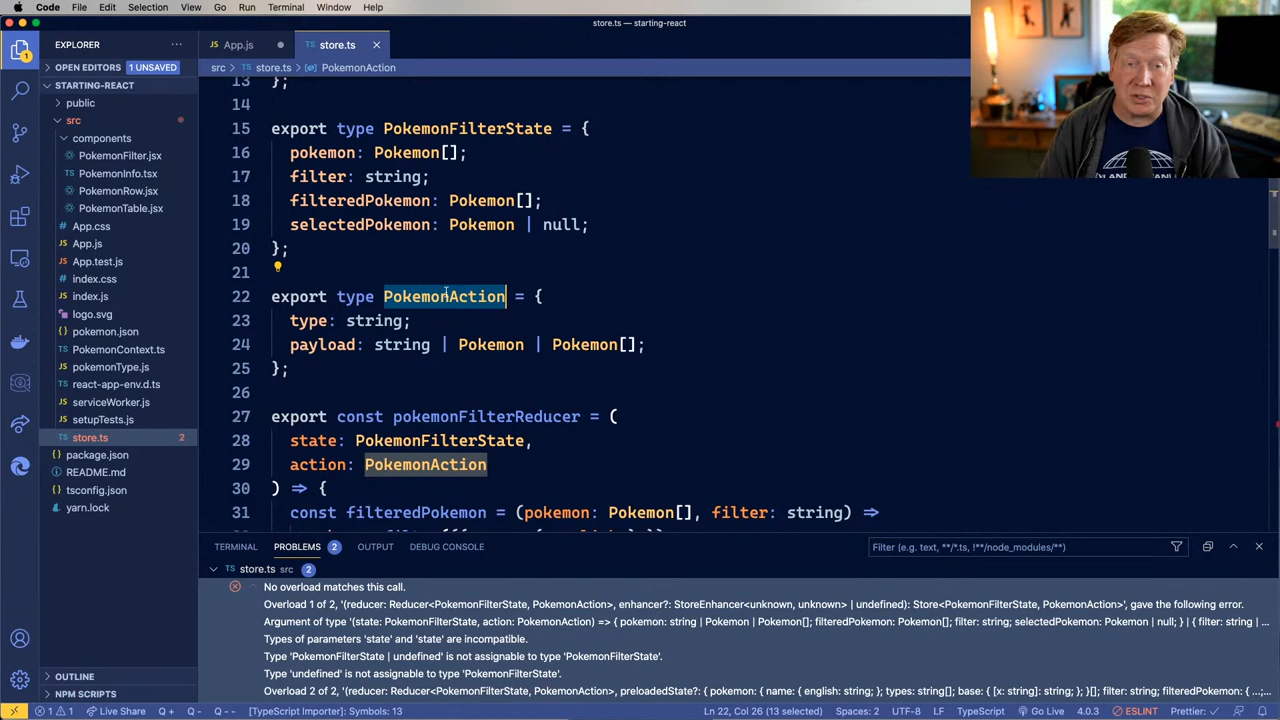 Code File Edit Selection View Go Run Terminal Window Help
store.ts — starting-react
EXPLORER
App.js
store.ts
OPEN EDITORS 1 UNSAVED
src store.ts PokemonAction
STARTING-REACT
public
src
components
PokemonFilter.jsx
PokemonInfo.tsx
PokemonRow.jsx
PokemonTable.jsx
App.css
App.js
App.test.js
index.css
index.js
logo.svg
pokemon.json
PokemonContext.ts
pokemonType.js
react-app-env.d.ts
serviceWorker.js
setupTests.js
store.ts 2
package.json
README.md
tsconfig.json
yarn.lock
OUTLINE
NPM SCRIPTS
13 };
14
15 export type PokemonFilterState = {
16 pokemon: Pokemon[];
17 filter: string;
18 filteredPokemon: Pokemon[];
19 selectedPokemon: Pokemon | null;
20 };
21
22 export type PokemonAction = {
23 type: string;
24 payload: string | Pokemon | Pokemon[];
25 };
26
27 export const pokemonFilterReducer = (
28 state: PokemonFilterState,
29 action: PokemonAction
30 ) => {
31 const filteredPokemon = (pokemon: Pokemon[], filter: string) =>
TERMINAL PROBLEMS 2 OUTPUT DEBUG CONSOLE Filter (e.g. text, **/*.ts, !**/node_modules/**)
store.ts src 2
No overload matches this call.
Overload 1 of 2, '(reducer: Reducer<PokemonFilterState, PokemonAction>, enhancer?: StoreEnhancer<unknown, unknown> | undefined): Store<PokemonFilterState, PokemonAction>', gave the following error.
Argument of type '(state: PokemonFilterState, action: PokemonAction) => { pokemon: string | Pokemon | Pokemon[]; filteredPokemon: Pokemon[]; filter: string; selectedPokemon: Pokemon | null; } | { filter: string | ...
Types of parameters 'state' and 'state' are incompatible.
Type 'PokemonFilterState | undefined' is not assignable to type 'PokemonFilterState'.
Type 'undefined' is not assignable to type 'PokemonFilterState'.
Overload 2 of 2, '(reducer: Reducer<PokemonFilterState, PokemonAction>, preloadedState?: { pokemon: { name: { english: string; }; types: string[]; base: { [x: string]: string; }; }[]; filter: string; filteredPokemon: { ...;...
1 1 Live Share Q + Q - Q - - [TypeScript Importer]: Symbols: 13 Ln 22, Col 26 (13 selected) Spaces: 2 UTF-8 LF TypeScript Go Live 4.0.3 ESLINT Prettier: